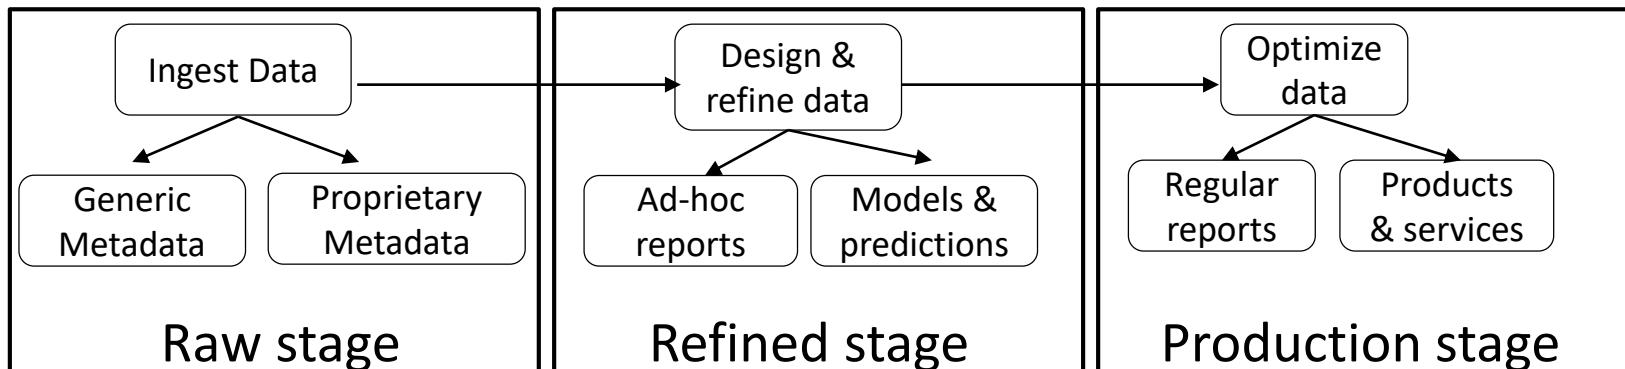 Ingest Data
Generic
Metadata
Proprietary
Metadata
Raw stage
Design &
refine data
Ad-hoc
reports
Models &
predictions
Refined stage
Optimize
data
Regular
reports
Products
& services
Production stage